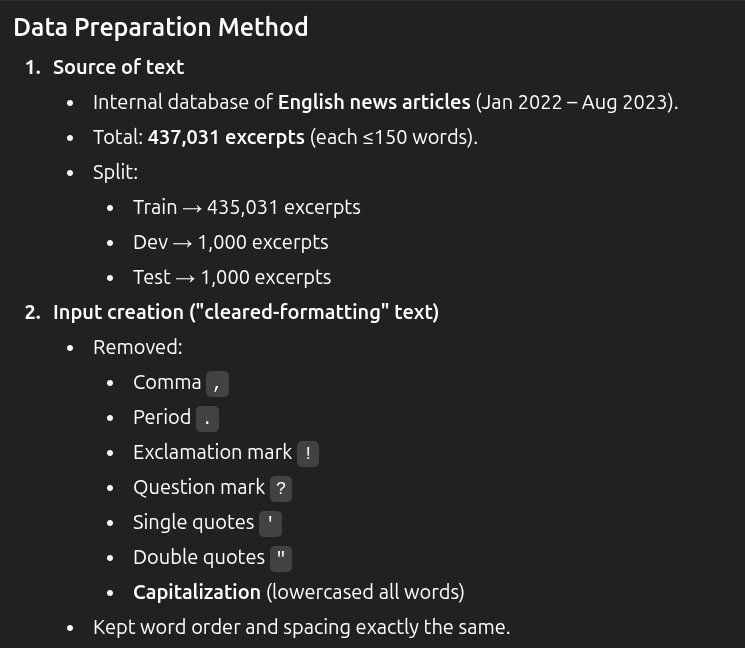 Data Preparation Method
1. Source of text
• Internal database of English news articles (Jan 2022 – Aug 2023).
• Total: 437,031 excerpts (each ≤150 words).
• Split:
• Train → 435,031 excerpts
• Dev → 1,000 excerpts
• Test → 1,000 excerpts
2. Input creation ("cleared-formatting" text)
• Removed:
• Comma ,
• Period .
• Exclamation mark !
• Question mark ?
• Single quotes '
• Double quotes "
• Capitalization (lowercased all words)
• Kept word order and spacing exactly the same.